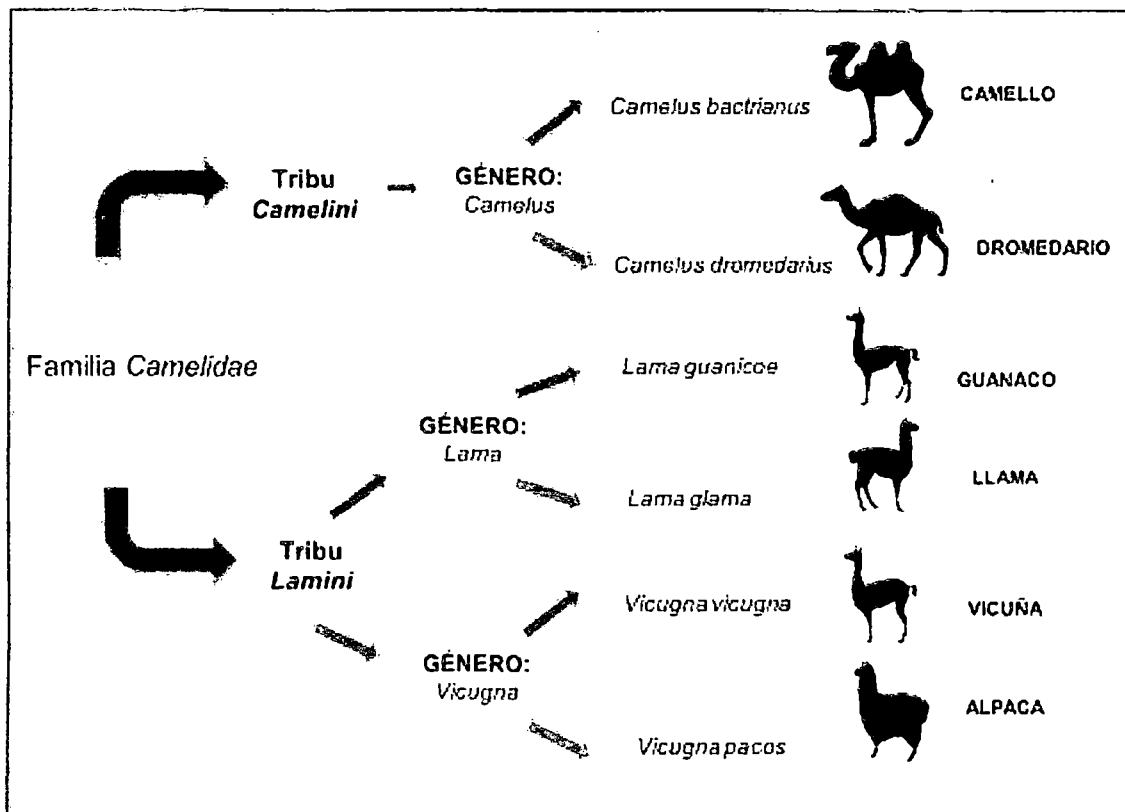 Camelus bactrianus
CAMELLO
Tribu
Camelini
GÉNERO:
Camelus
Camelus dromedarius
DROMEDARIO
Familia Camelidae
Lama guanicoe
GUANACO
GÉNERO:
Lama
Lama glama
LLAMA
Tribu
Lamini
Vicugna vicugna
VICUÑA
GÉNERO:
Vicugna
Vicugna pacos
ALPACA